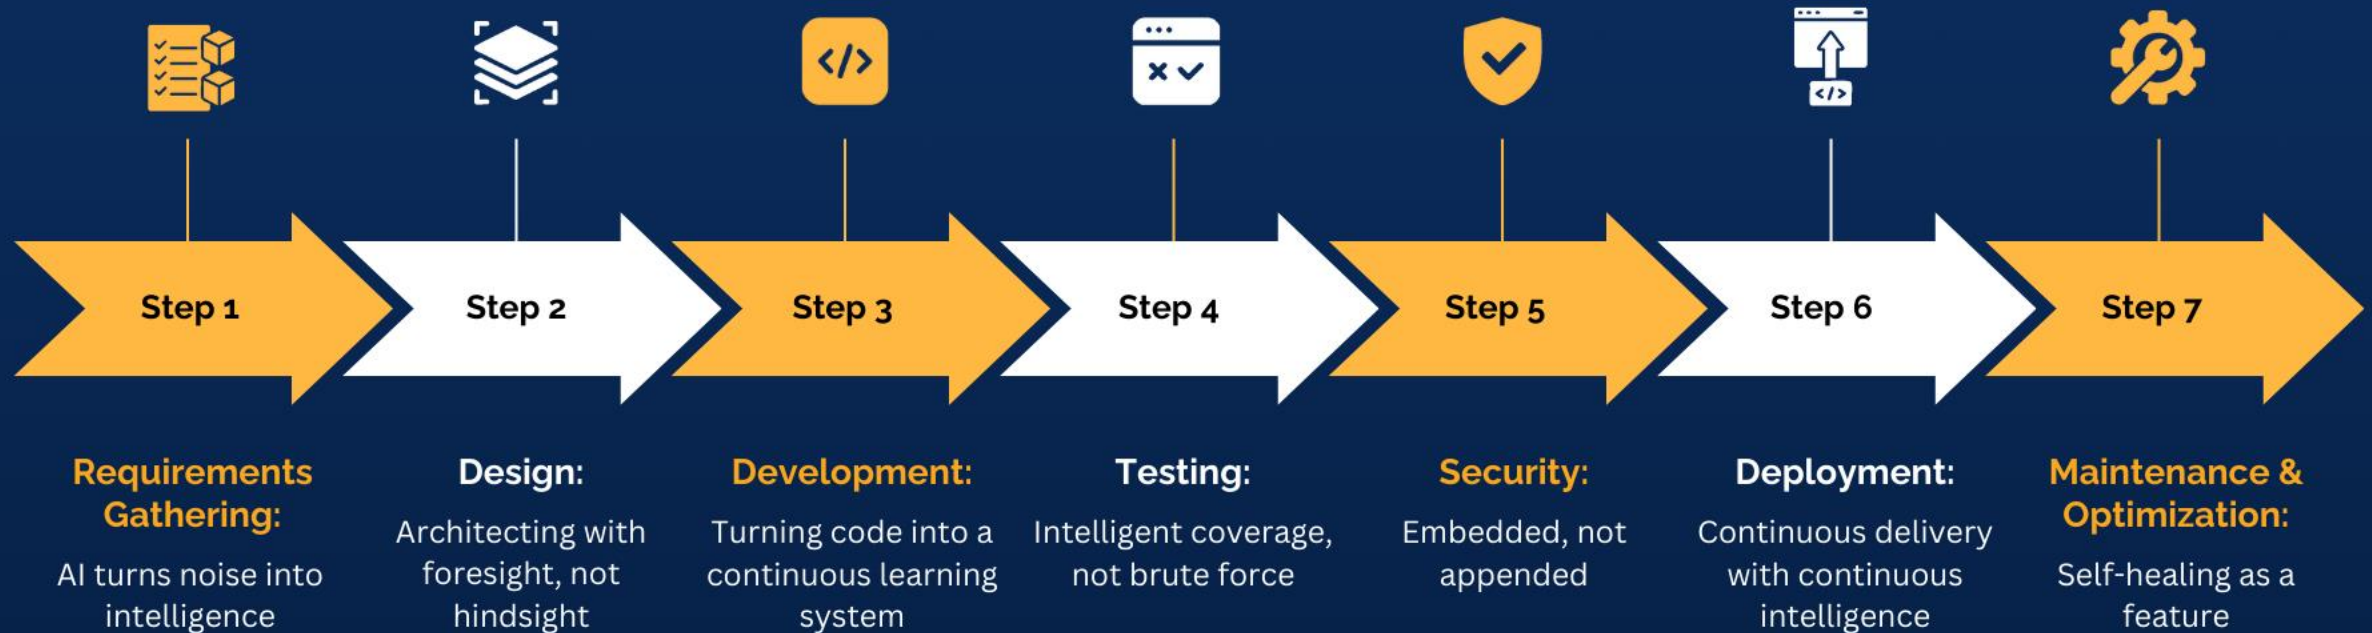 </>
</>
Step 1
Step 2
Step 3
Step 4
Step 5
Step 6
Step 7
Requirements
Gathering:
AI turns noise into
intelligence
Design:
Architecting with
foresight, not
hindsight
Development:
Turning code into a
continuous learning
system
Testing:
Intelligent coverage,
not brute force
Security:
Embedded, not
appended
Deployment:
Continuous delivery
with continuous
intelligence
Maintenance &
Optimization:
Self-healing as a
feature